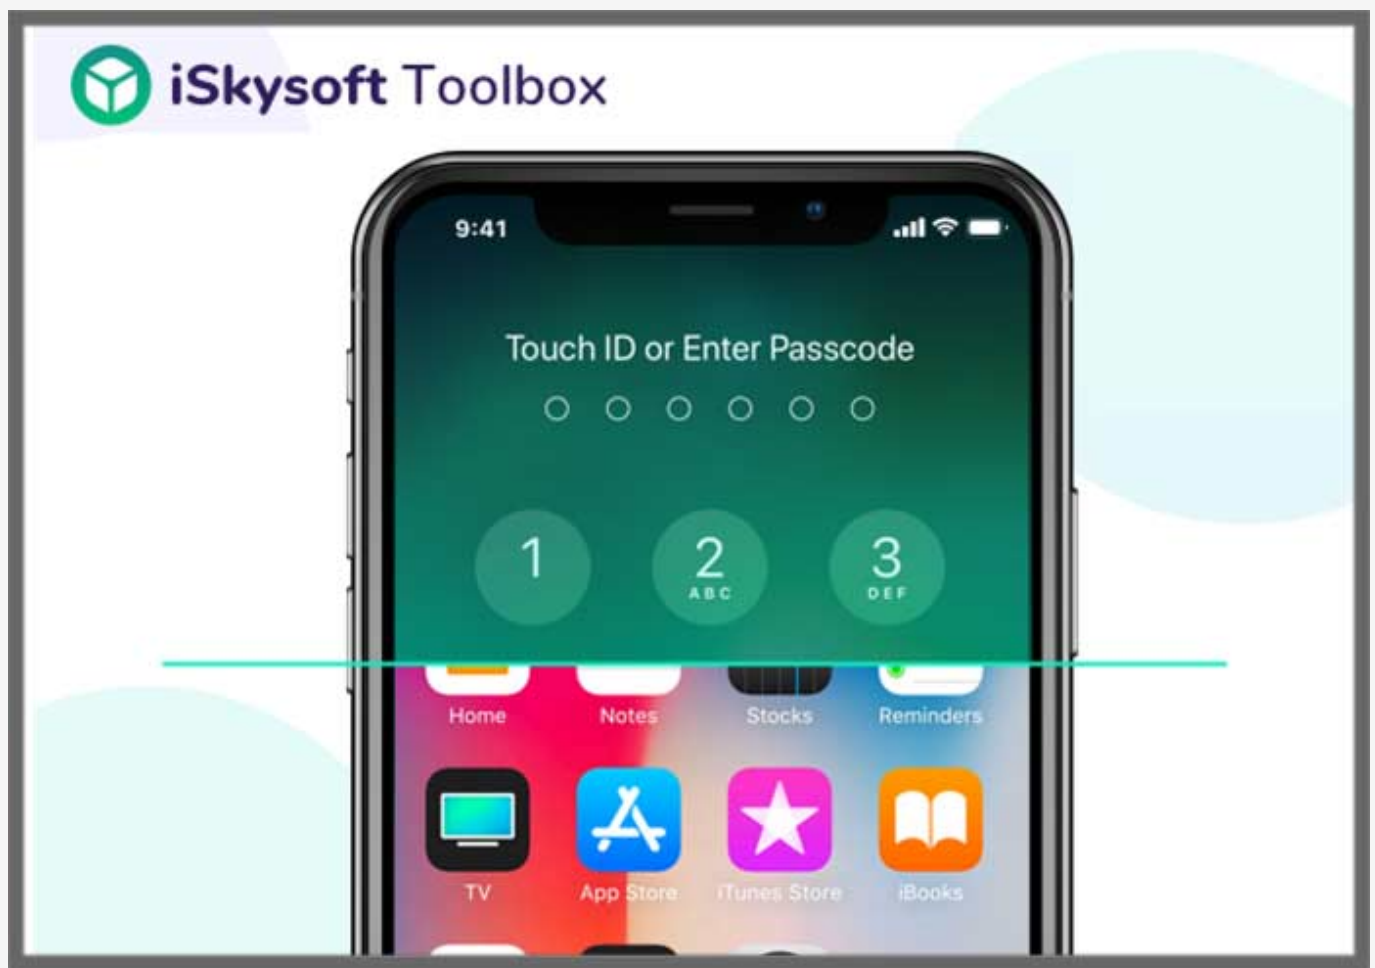 iSkysoft Toolbox
9:41
Touch ID or Enter Passcode
1 2 3
ABC DEF
Home Notes Stocks Reminders
TV App Store iTunes Store iBooks